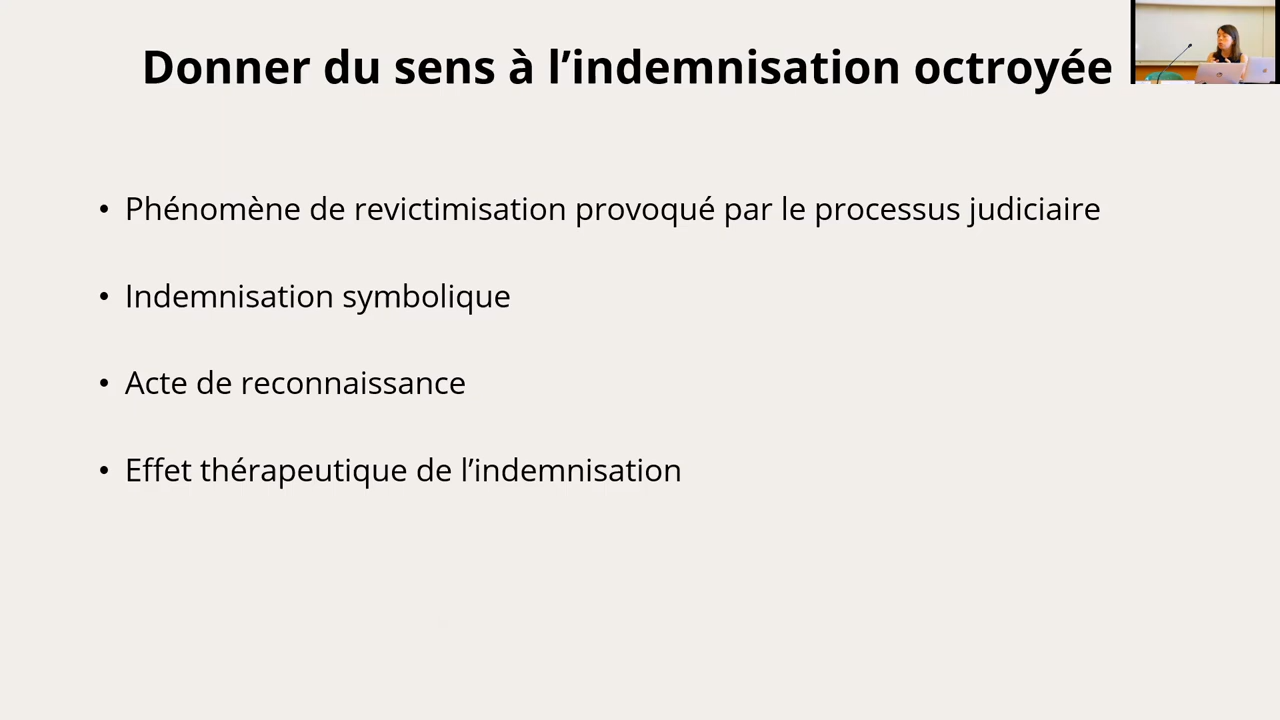 Donner du sens à l’indemnisation octroyée
• Phénomène de revictimisation provoqué par le processus judiciaire
• Indemnisation symbolique
• Acte de reconnaissance
• Effet thérapeutique de l’indemnisation